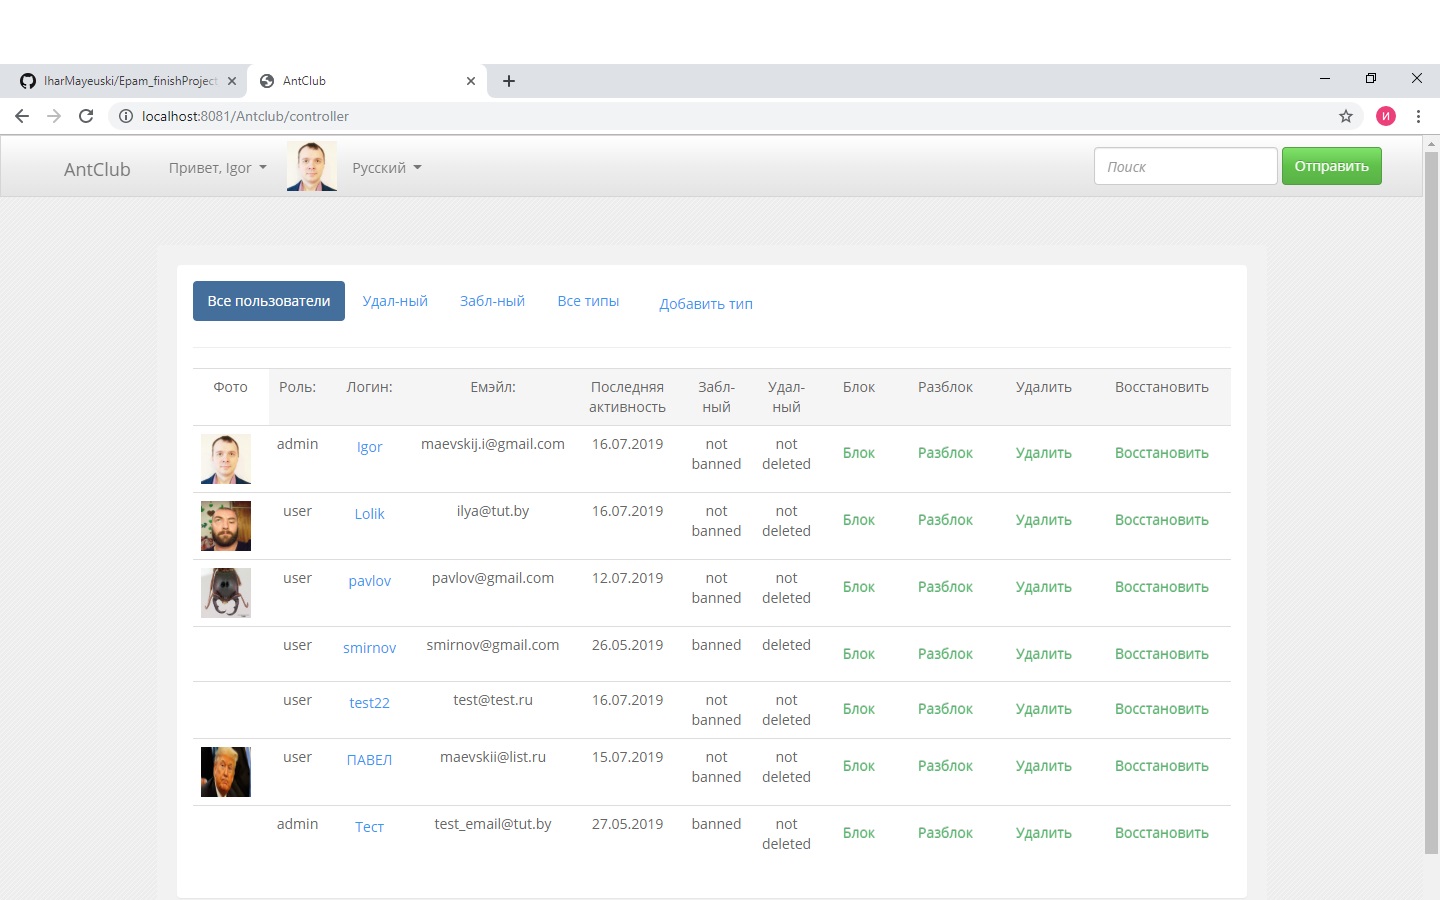 IharMayeuski/Epam_finishProject
AntClub
localhost:8081/Antclub/controller
И
AntClub
Привет, Igor
Русский
Поиск
Отправить
Все пользователи
Удал-ный
Забл-ный
Все типы
Добавить тип
Фото Роль: Логин: Емэйл: Последняя Забл- Удал- Блок Разблок Удалить Восстановить
активность ный ный
admin Igor maevskij.i@gmail.com 16.07.2019 not not Блок Разблок Удалить Восстановить
banned deleted
user Lolik ilya@tut.by 16.07.2019 not not Блок Разблок Удалить Восстановить
banned deleted
user pavlov pavlov@gmail.com 12.07.2019 not not Блок Разблок Удалить Восстановить
banned deleted
user smirnov smirnov@gmail.com 26.05.2019 banned deleted Блок Разблок Удалить Восстановить
user test22 test@test.ru 16.07.2019 not not Блок Разблок Удалить Восстановить
banned deleted
user ПАВЕЛ maevskii@list.ru 15.07.2019 not not Блок Разблок Удалить Восстановить
banned deleted
admin Тест test_email@tut.by 27.05.2019 banned not Блок Разблок Удалить Восстановить
deleted